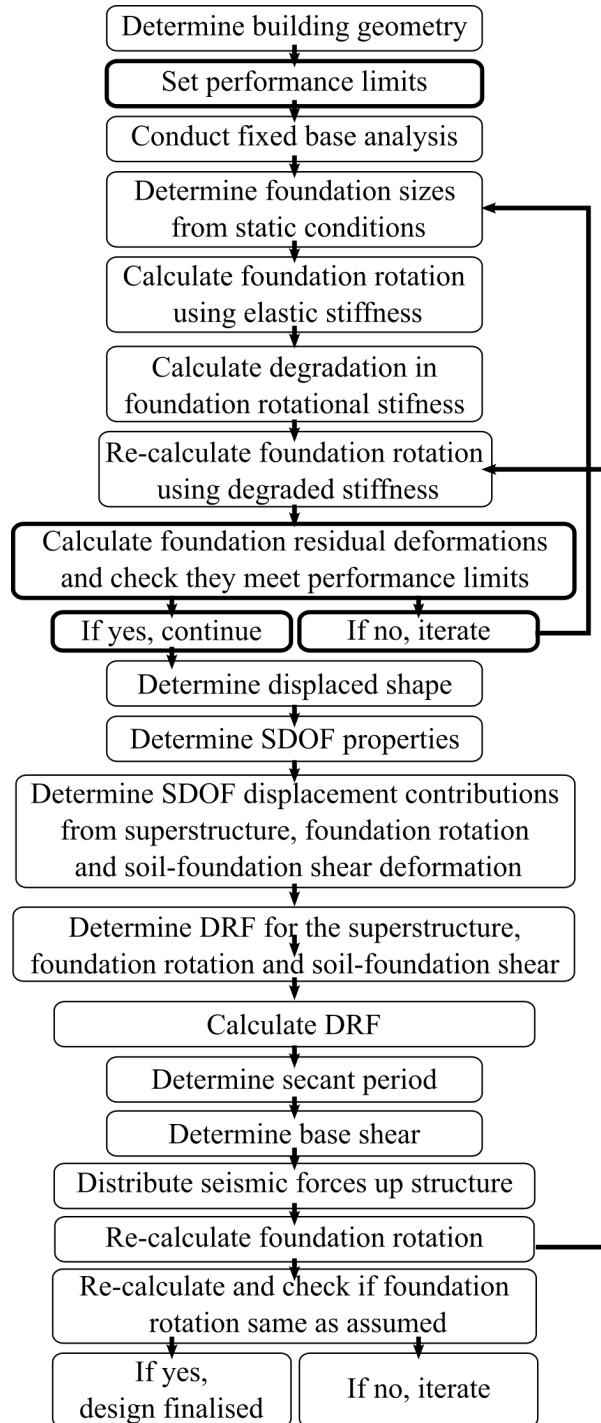 Determine building geometry
Set performance limits
Conduct fixed base analysis
Determine foundation sizes
from static conditions
Calculate foundation rotation
using elastic stiffness
Calculate degradation in
foundation rotational stifness
Re-calculate foundation rotation
using degraded stiffness
Calculate foundation residual deformations
and check they meet performance limits
If yes, continue
If no, iterate
Determine displaced shape
Determine SDOF properties
Determine SDOF displacement contributions
from superstructure, foundation rotation
and soil-foundation shear deformation
Determine DRF for the superstructure,
foundation rotation and soil-foundation shear
Calculate DRF
Determine secant period
Determine base shear
Distribute seismic forces up structure
Re-calculate foundation rotation
Re-calculate and check if foundation
rotation same as assumed
If yes,
design finalised
If no, iterate